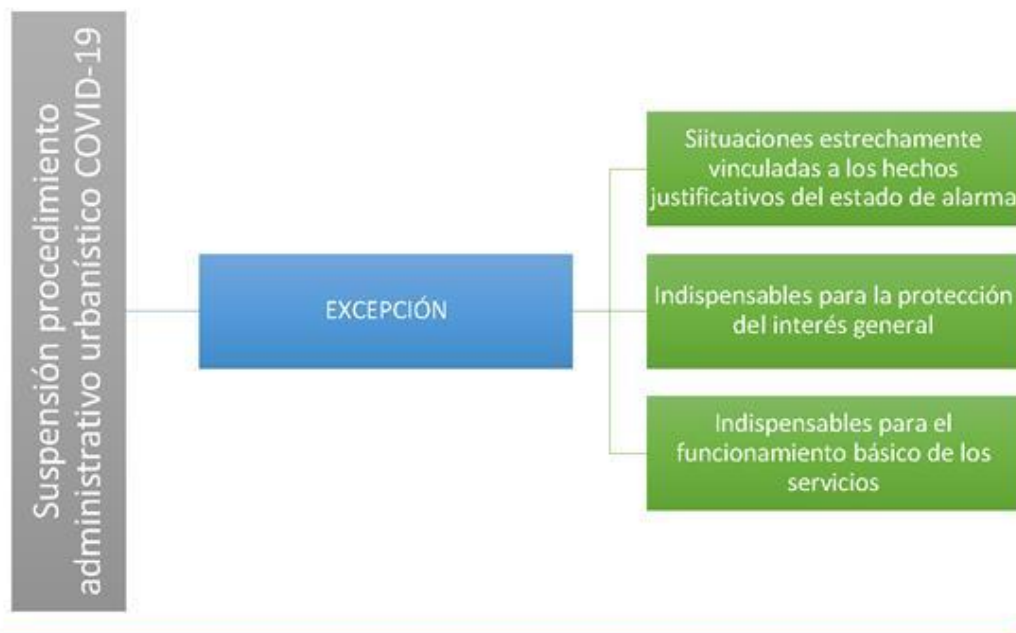 Suspensión procedimiento
administrativo urbanístico COVID-19
EXCEPCIÓN
Siituaciones estrechamente
vinculadas a los hechos
justificativos del estado de alarma
Indispensables para la protección
del interés general
Indispensables para el
funcionamiento básico de los
servicios